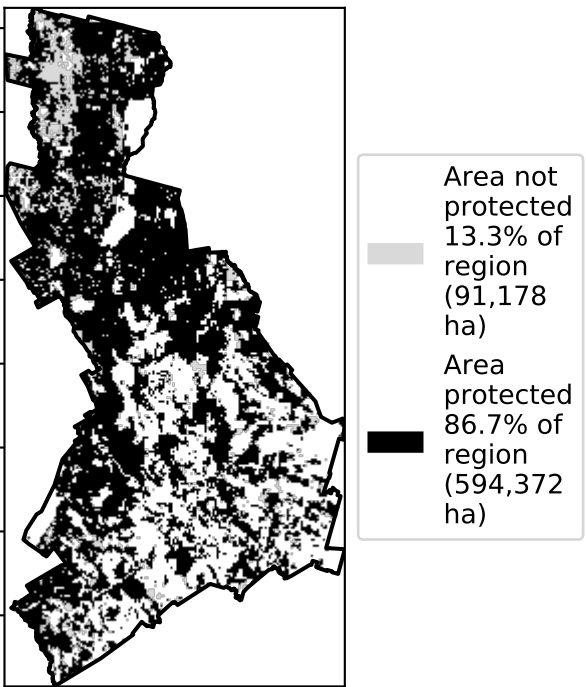 Area not
protected
13.3% of
region
(91,178
ha)
Area
protected
86.7% of
region
(594,372
ha)